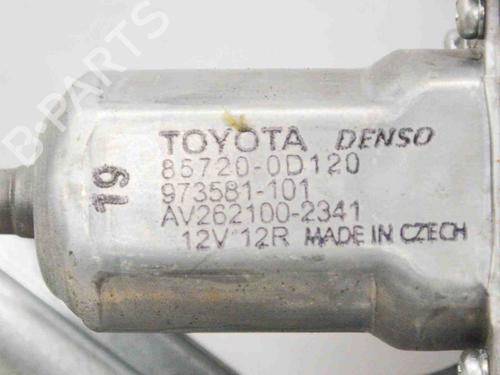 B-PARTS
TOYOTA DENSO
85720-0D120
973581-101
AV262100-2341
12V 12R MADE IN CZECH
19